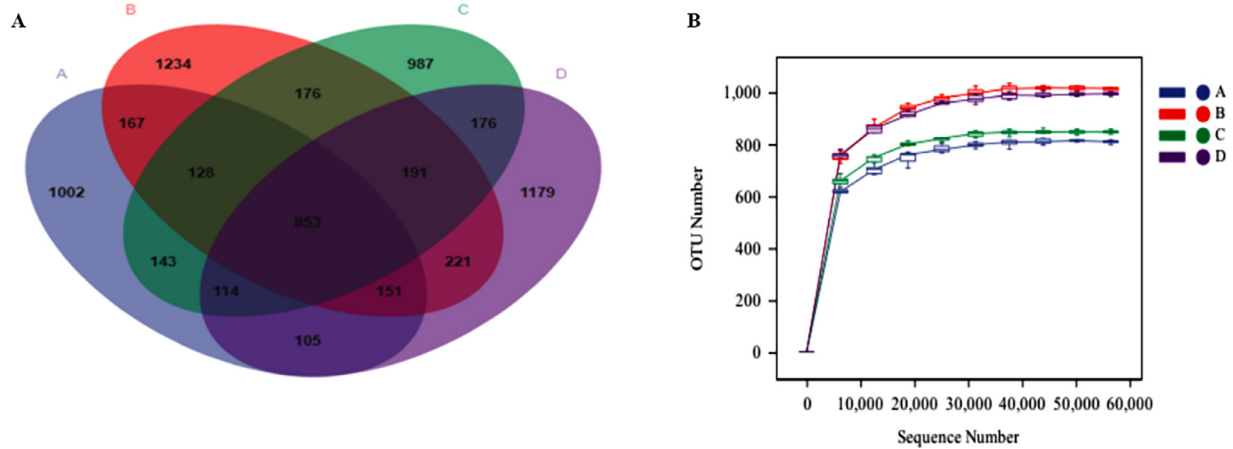 A
B
C
A
D
1234
987
176
167
176
128
191
1002
1179
853
143
221
114
151
105
B
OTU Number
1,000
800
600
400
200
0
0 10,000 20,000 30,000 40,000 50,000 60,000
Sequence Number
A
B
C
D